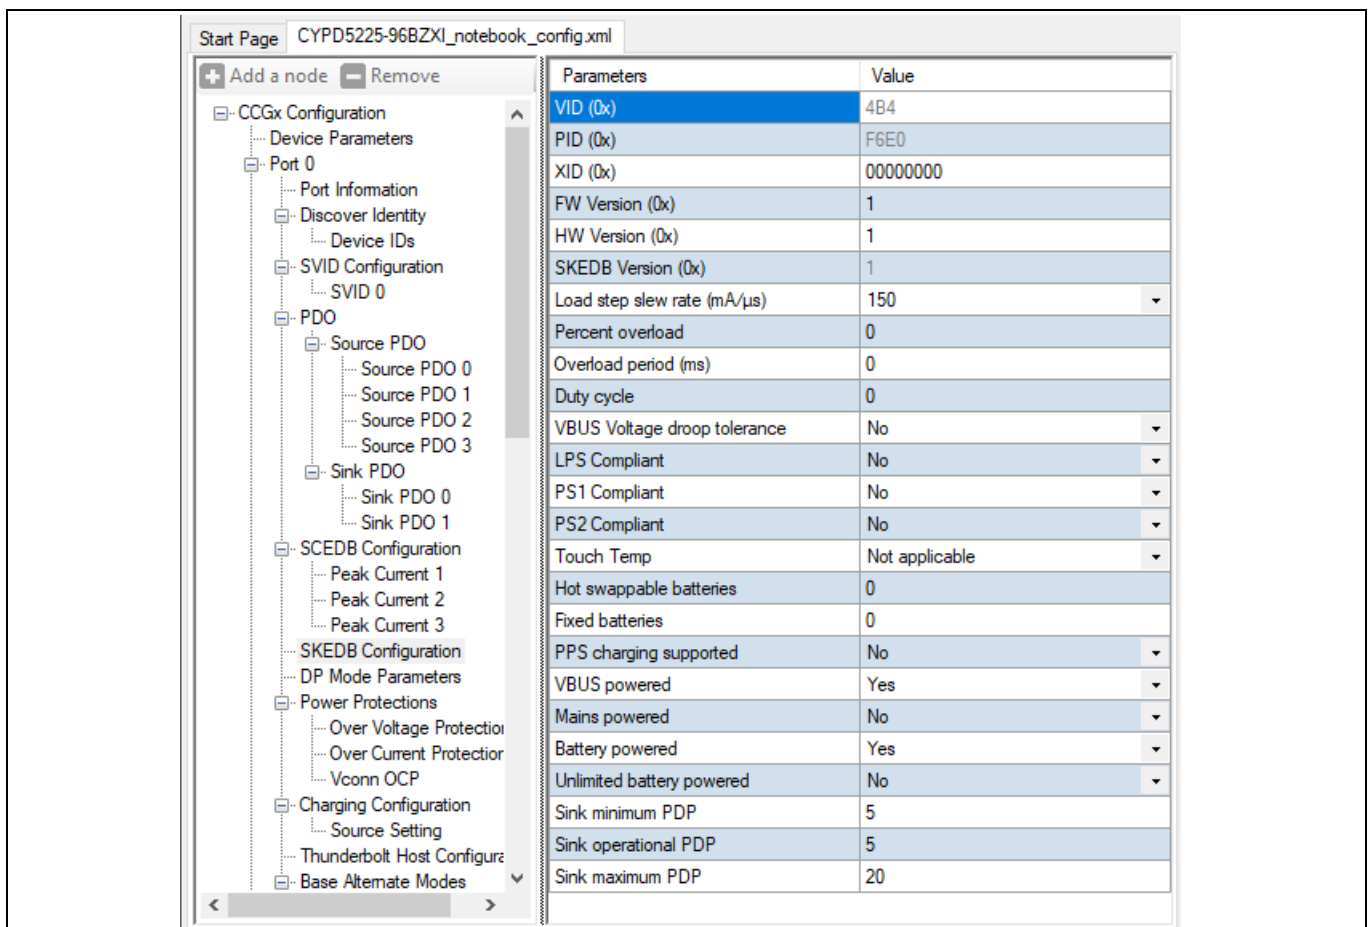 Start Page CYPD5225-96BZXI_notebook_config.xml
Add a node Remove
CCGx Configuration
Device Parameters
Port 0
Port Information
Discover Identity
Device IDs
SVID Configuration
SVID 0
PDO
Source PDO
Source PDO 0
Source PDO 1
Source PDO 2
Source PDO 3
Sink PDO
Sink PDO 0
Sink PDO 1
SCEDB Configuration
Peak Current 1
Peak Current 2
Peak Current 3
SKEDB Configuration
DP Mode Parameters
Power Protections
Over Voltage Protection
Over Current Protection
Vconn OCP
Charging Configuration
Source Setting
Thunderbolt Host Configura
Base Alternate Modes
Parameters Value
VID (0x) 4B4
PID (0x) F6E0
XID (0x) 00000000
FW Version (0x) 1
HW Version (0x) 1
SKEDB Version (0x) 1
Load step slew rate (mA/µs) 150
Percent overload 0
Overload period (ms) 0
Duty cycle 0
VBUS Voltage droop tolerance No
LPS Compliant No
PS1 Compliant No
PS2 Compliant No
Touch Temp Not applicable
Hot swappable batteries 0
Fixed batteries 0
PPS charging supported No
VBUS powered Yes
Mains powered No
Battery powered Yes
Unlimited battery powered No
Sink minimum PDP 5
Sink operational PDP 5
Sink maximum PDP 20